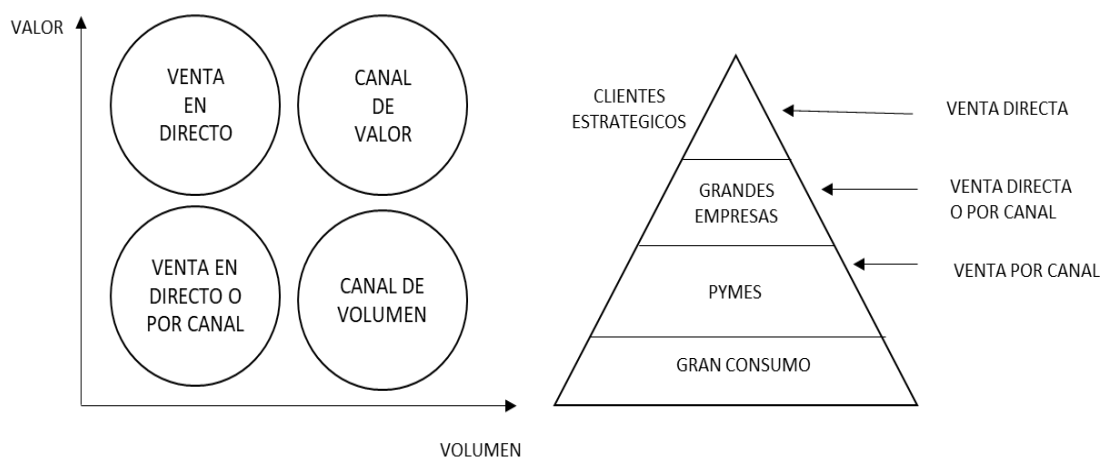 VALOR
VENTA
EN
DIRECTO
CANAL
DE
VALOR
VENTA EN
DIRECTO O
POR CANAL
CANAL DE
VOLUMEN
VOLUMEN
CLIENTES
ESTRATEGICOS
GRANDES
EMPRESAS
PYMES
GRAN CONSUMO
VENTA DIRECTA
VENTA DIRECTA
O POR CANAL
VENTA POR CANAL